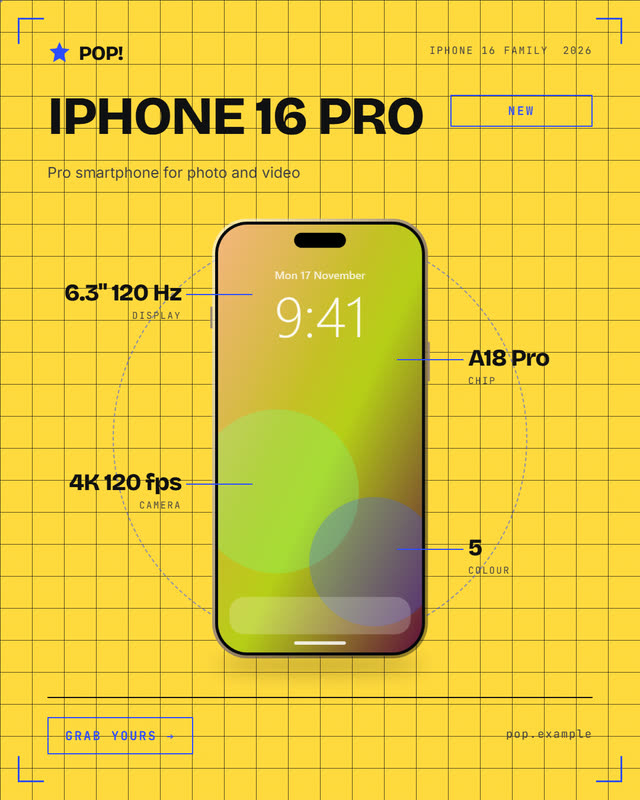 POP!
IPHONE 16 FAMILY 2026
IPHONE 16 PRO
NEW
Pro smartphone for photo and video
Mon 17 November
9:41
6.3" 120 Hz
DISPLAY
A18 Pro
CHIP
4K 120 fps
CAMERA
5
COLOUR
GRAB YOURS →
pop.example